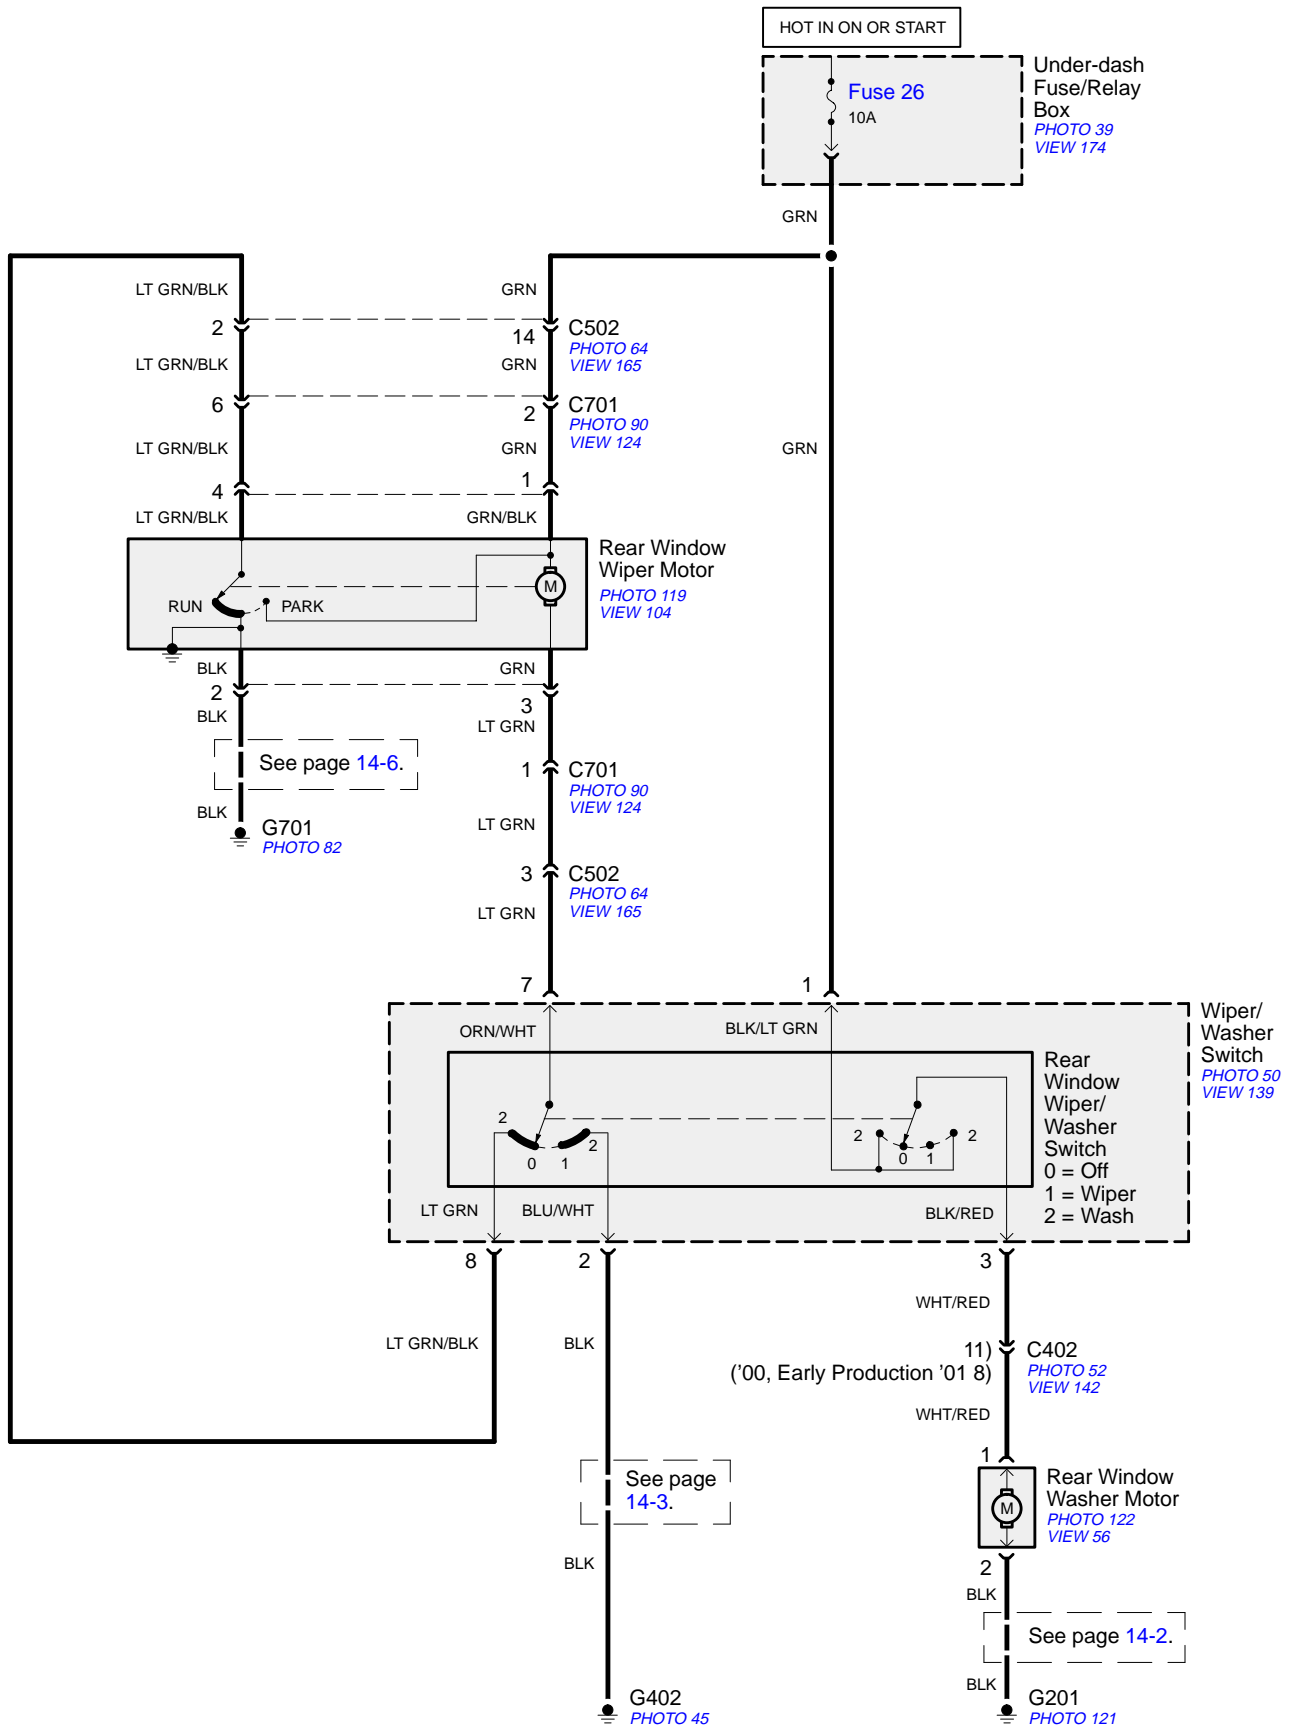 HOT IN ON OR START
Under-dash
Fuse/Relay
Box
PHOTO 39
VIEW 174
Fuse 26
10A
GRN
LT GRN/BLK
GRN
2
14
C502
PHOTO 64
VIEW 165
LT GRN/BLK
GRN
6
2
C701
PHOTO 90
VIEW 124
LT GRN/BLK
GRN
GRN
4
1
LT GRN/BLK
GRN/BLK
Rear Window
Wiper Motor
PHOTO 119
VIEW 104
M
RUN
PARK
BLK
GRN
2
3
BLK
LT GRN
See page 14-6.
1
C701
PHOTO 90
VIEW 124
BLK
G701
PHOTO 82
LT GRN
3
C502
PHOTO 64
VIEW 165
LT GRN
7
1
Wiper/
Washer
Switch
PHOTO 50
VIEW 139
ORN/WHT
BLK/LT GRN
Rear
Window
Wiper/
Washer
Switch
0 = Off
1 = Wiper
2 = Wash
2
0
1
2
2
0
1
2
LT GRN
BLU/WHT
BLK/RED
8
2
3
WHT/RED
LT GRN/BLK
BLK
11)
('00, Early Production '01 8)
C402
PHOTO 52
VIEW 142
WHT/RED
1
See page
14-3.
M
Rear Window
Washer Motor
PHOTO 122
VIEW 56
BLK
2
BLK
See page 14-2.
BLK
G402
PHOTO 45
G201
PHOTO 121